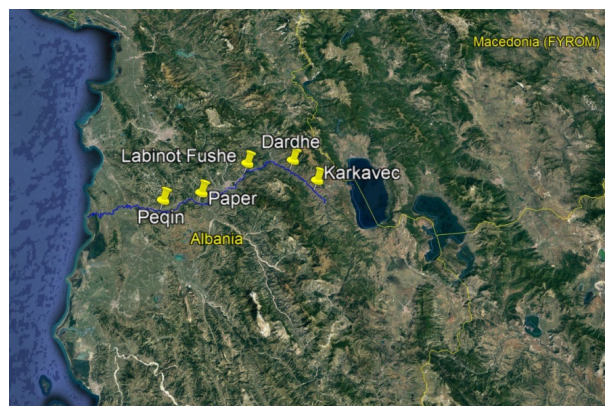 Macedonia (FYROM)
Dardhe
Labinot Fushe
Karkavec
Paper
Peqin
Albania